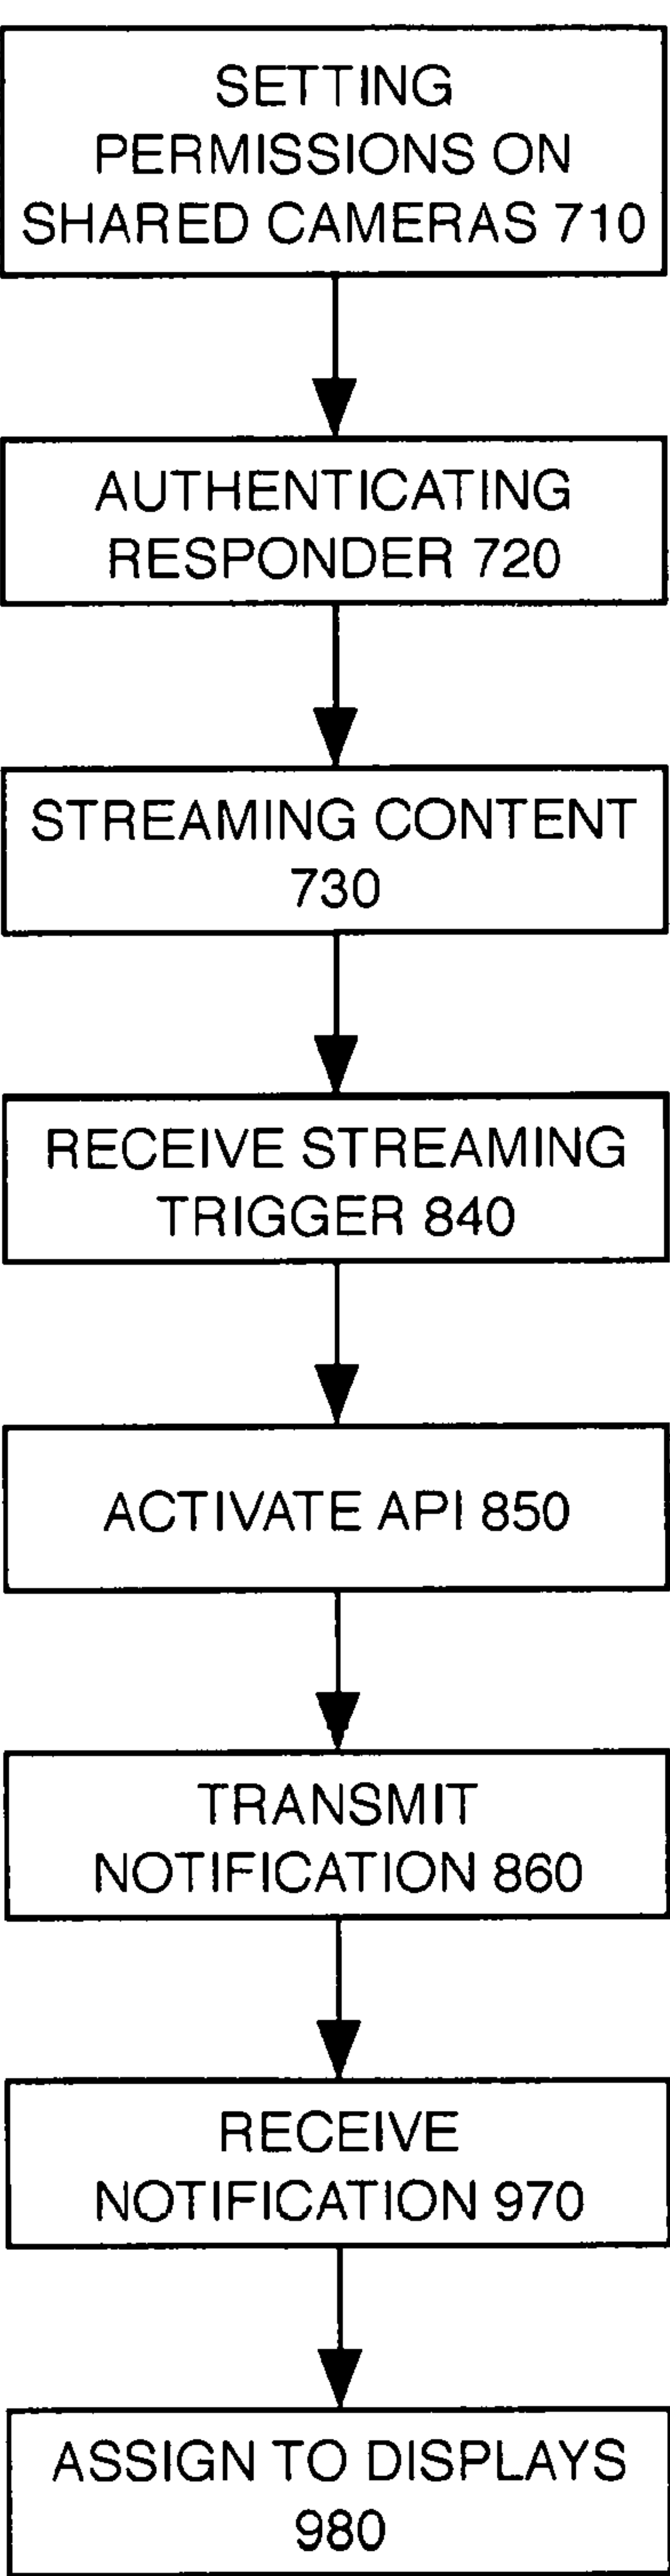 SETTING
PERMISSIONS ON
SHARED CAMERAS 710
AUTHENTICATING
RESPONDER 720
STREAMING CONTENT
730
RECEIVE STREAMING
TRIGGER 840
ACTIVATE API 850
TRANSMIT
NOTIFICATION 860
RECEIVE
NOTIFICATION 970
ASSIGN TO DISPLAYS
980